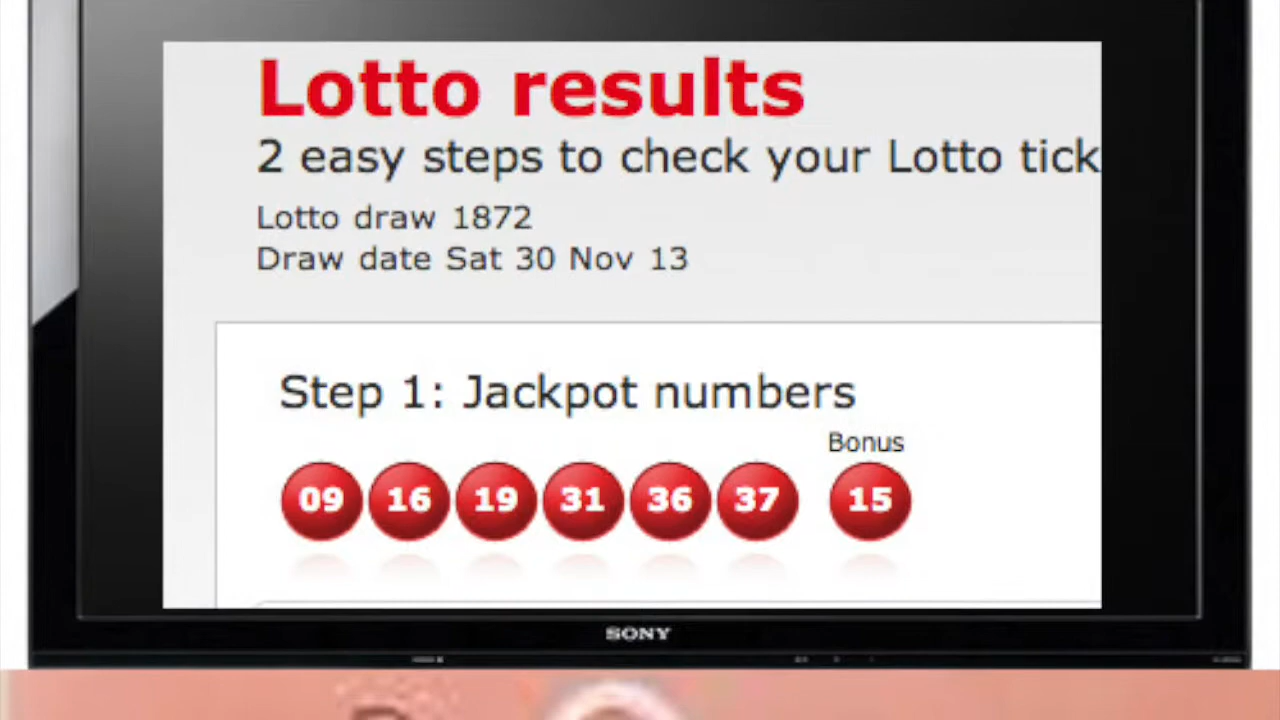 Lotto results
2 easy steps to check your Lotto tick
Lotto draw 1872
Draw date Sat 30 Nov 13
Step 1: Jackpot numbers
Bonus
09 16 19 31 36 37 15
SONY